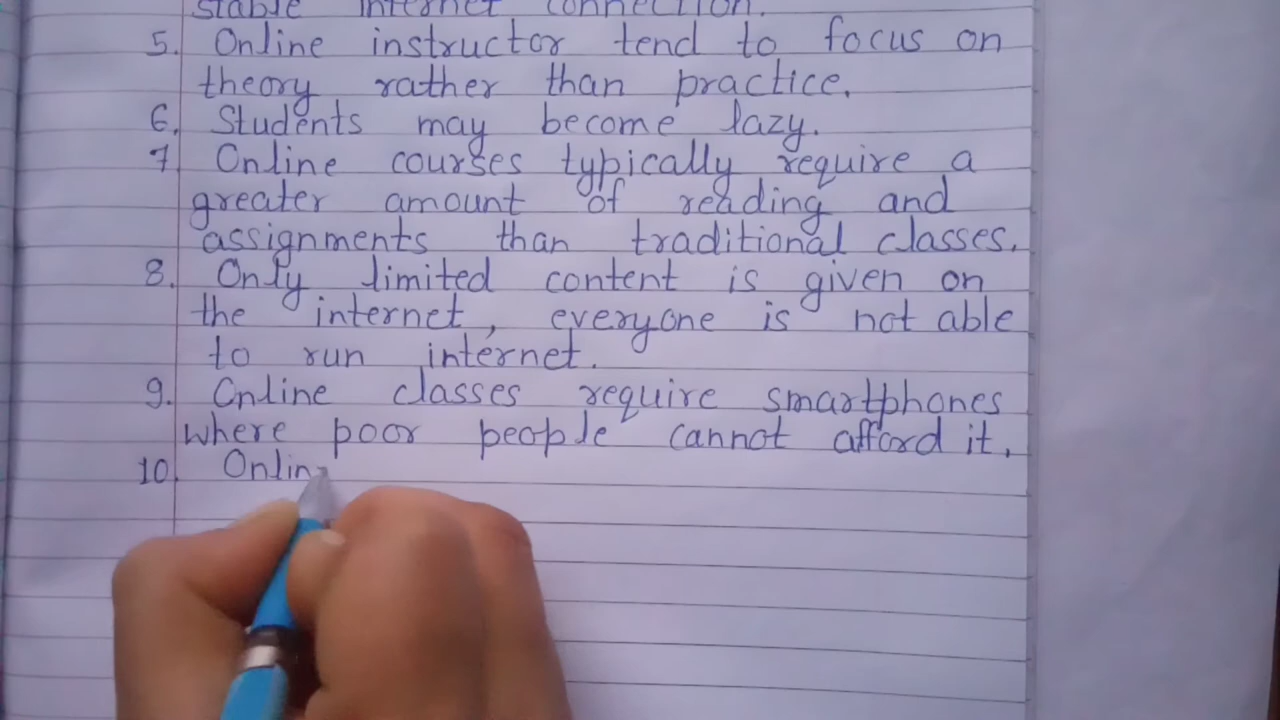 stable internet connection.
5. Online instructor tend to focus on
theory rather than practice.
6. Students may become lazy.
7 Online courses typically require a
greater amount of reading and
assignments than traditional classes.
8. Only limited content is given on
the internet, everyone is not able
to run internet.
9. Online classes require smartphones
where poor people cannot afford it.
10. Onlin